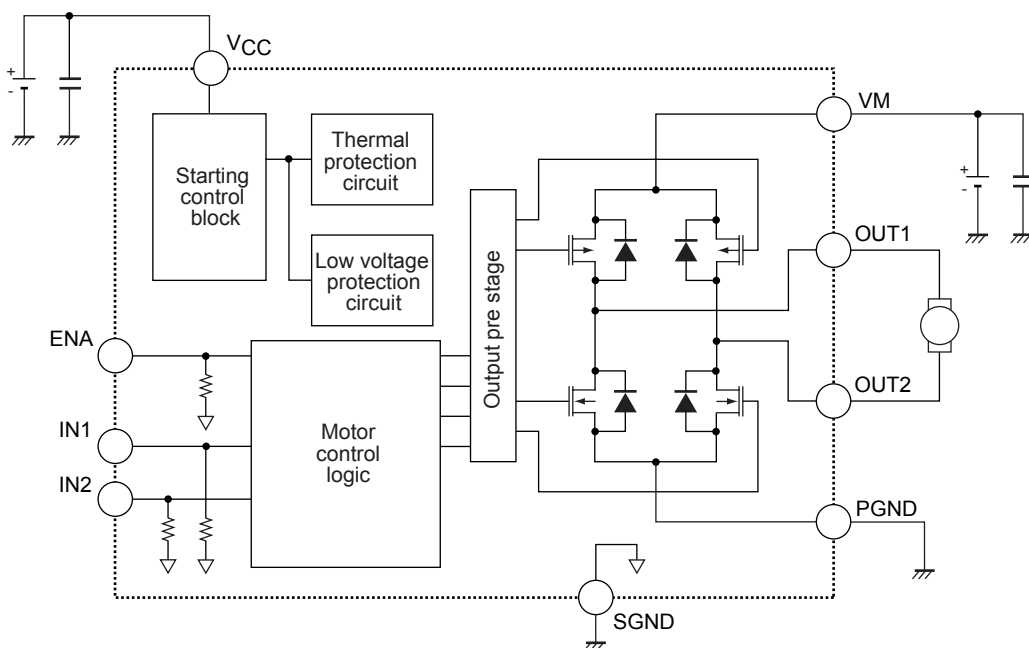 VCC
+
-
Starting
control
block
Thermal
protection
circuit
Low voltage
protection
circuit
VM
+
-
Output pre stage
OUT1
OUT2
ENA
IN1
IN2
Motor
control
logic
PGND
SGND